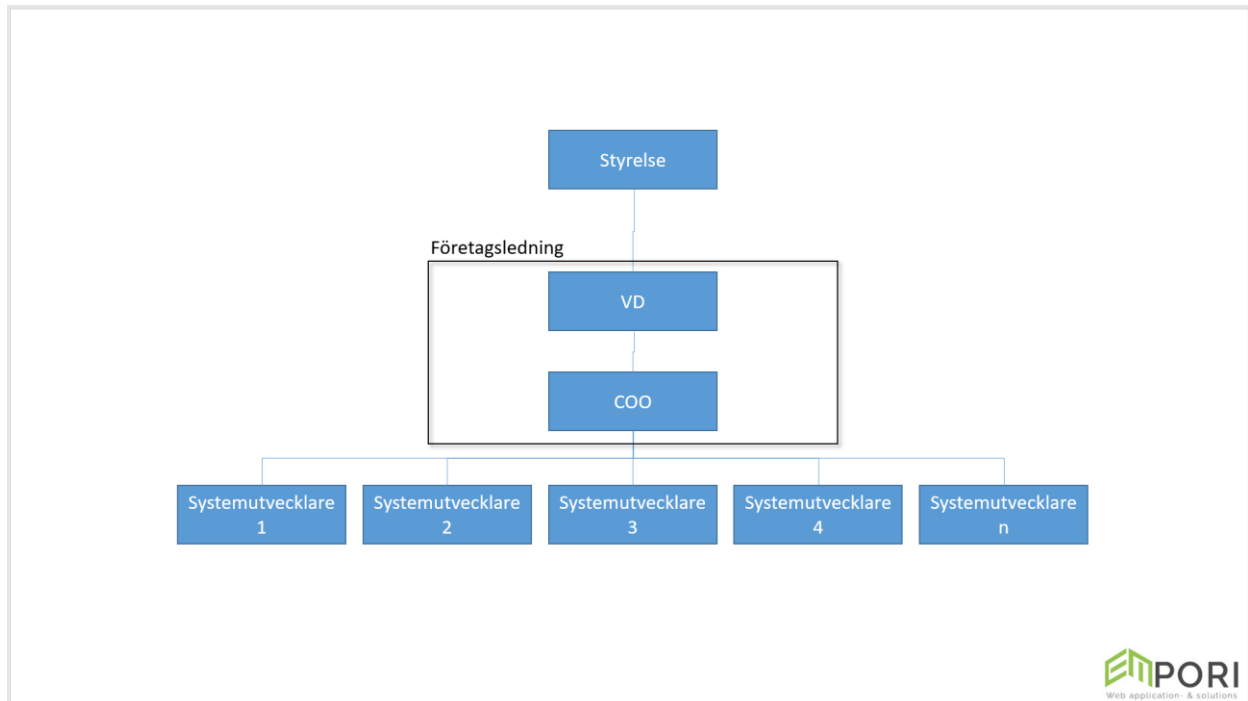 Styrelse
Företagsledning
VD
COO
Systemutvecklare
1
Systemutvecklare
2
Systemutvecklare
3
Systemutvecklare
4
Systemutvecklare
n
EMPORI
Web application- & solutions